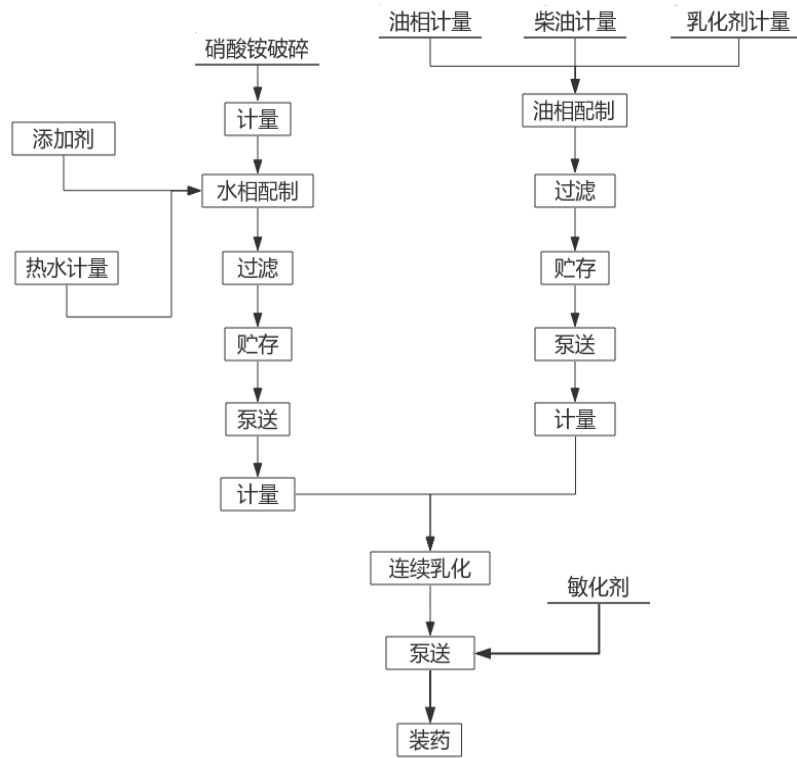 油相计量
柴油计量
乳化剂计量
硝酸铵破碎
计量
油相配制
添加剂
水相配制
过滤
热水计量
过滤
贮存
贮存
泵送
泵送
计量
计量
连续乳化
敏化剂
泵送
装药